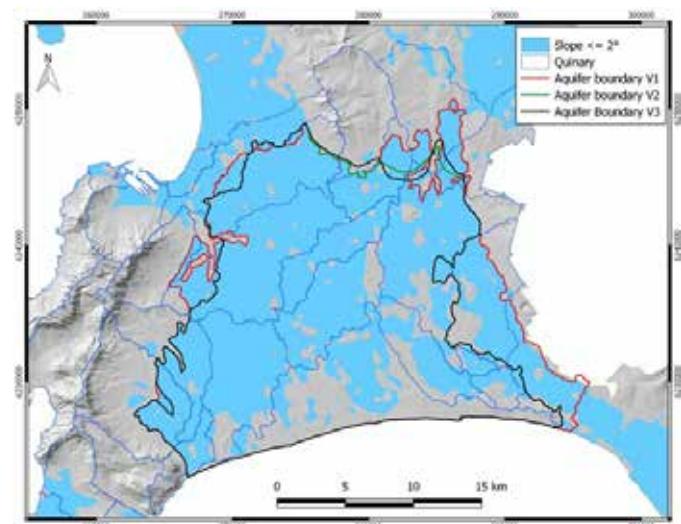 260000 270000 280000 290000 300000
N
Slope <= 2°
Quinary
Aquifer boundary V1
Aquifer boundary V2
Aquifer Boundary V3
0 5 10 15 km